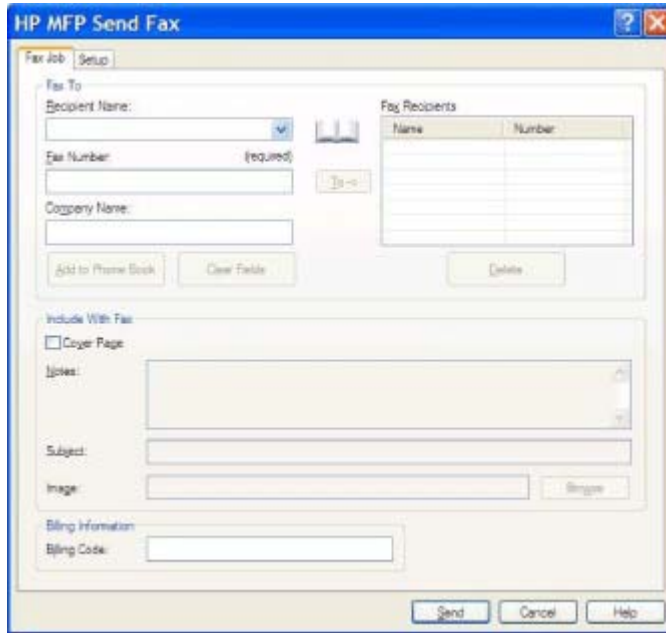 HP MFP Send Fax
Fax Job Setup
Fax To
Recipient Name:
Fax Recipients
Name Number
Fax Number (required)
To ->
Company Name:
Add to Phone Book Clear Fields Delete
Include With Fax
Cover Page
Notes:
Subject:
Image: Browse
Billing Information
Billing Code:
Send Cancel Help